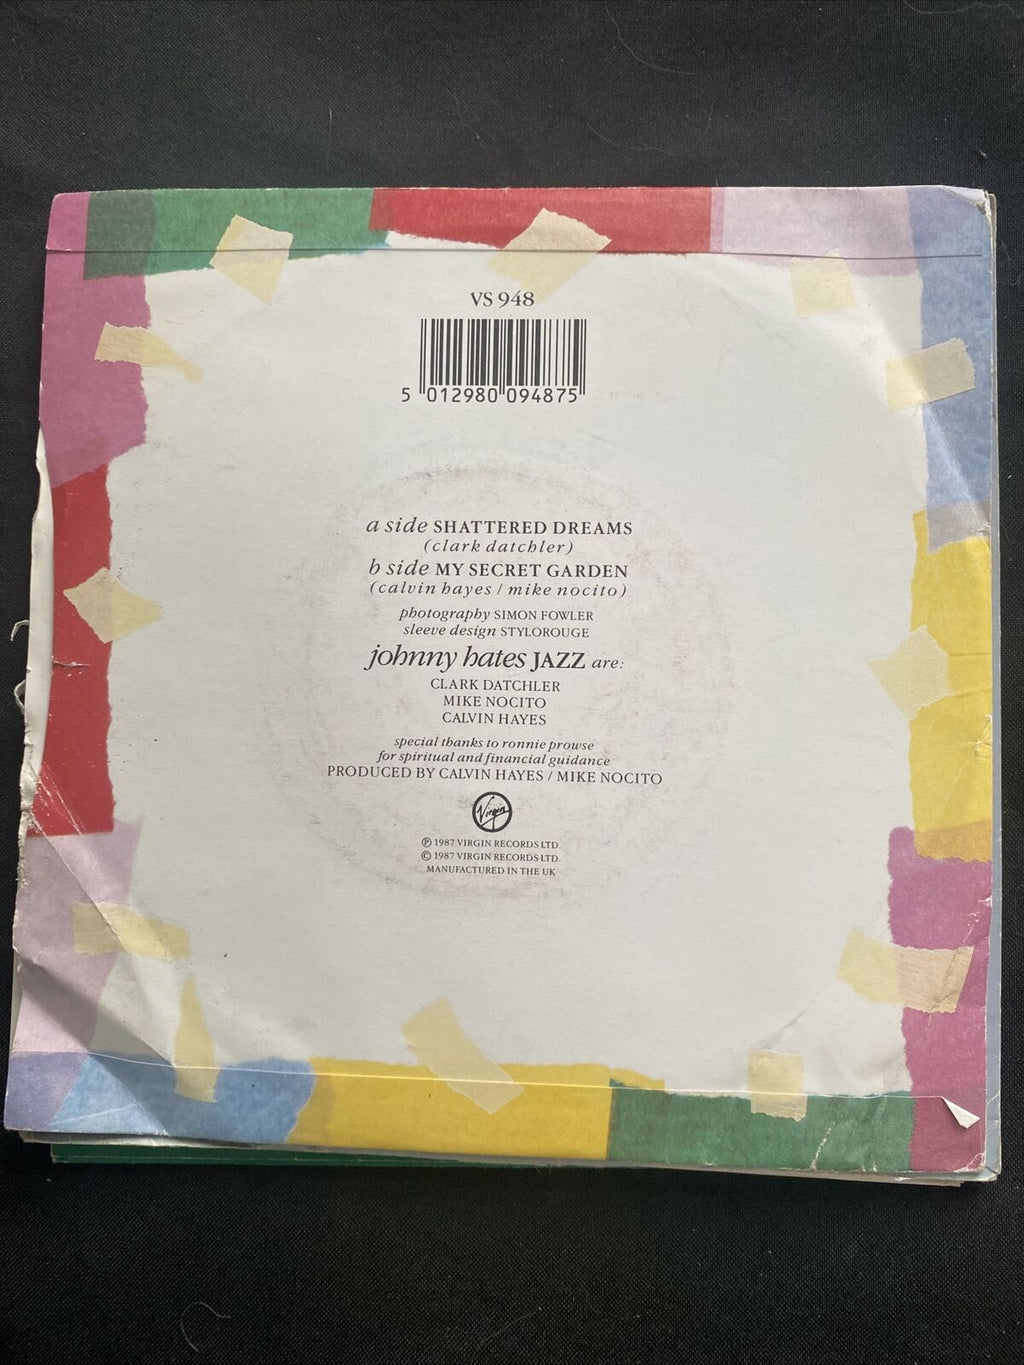 VS 948
5 012980 094875
a side SHATTERED DREAMS
(clark datchler)
b side MY SECRET GARDEN
(calvin hayes / mike nocito)
photography SIMON FOWLER
sleeve design STYLOROUGE
johnny hates JAZZ are:
CLARK DATCHLER
MIKE NOCITO
CALVIN HAYES
special thanks to ronnie prowse
for spiritual and financial guidance
PRODUCED BY CALVIN HAYES / MIKE NOCITO
Virgin
℗ 1987 VIRGIN RECORDS LTD.
© 1987 VIRGIN RECORDS LTD.
MANUFACTURED IN THE UK